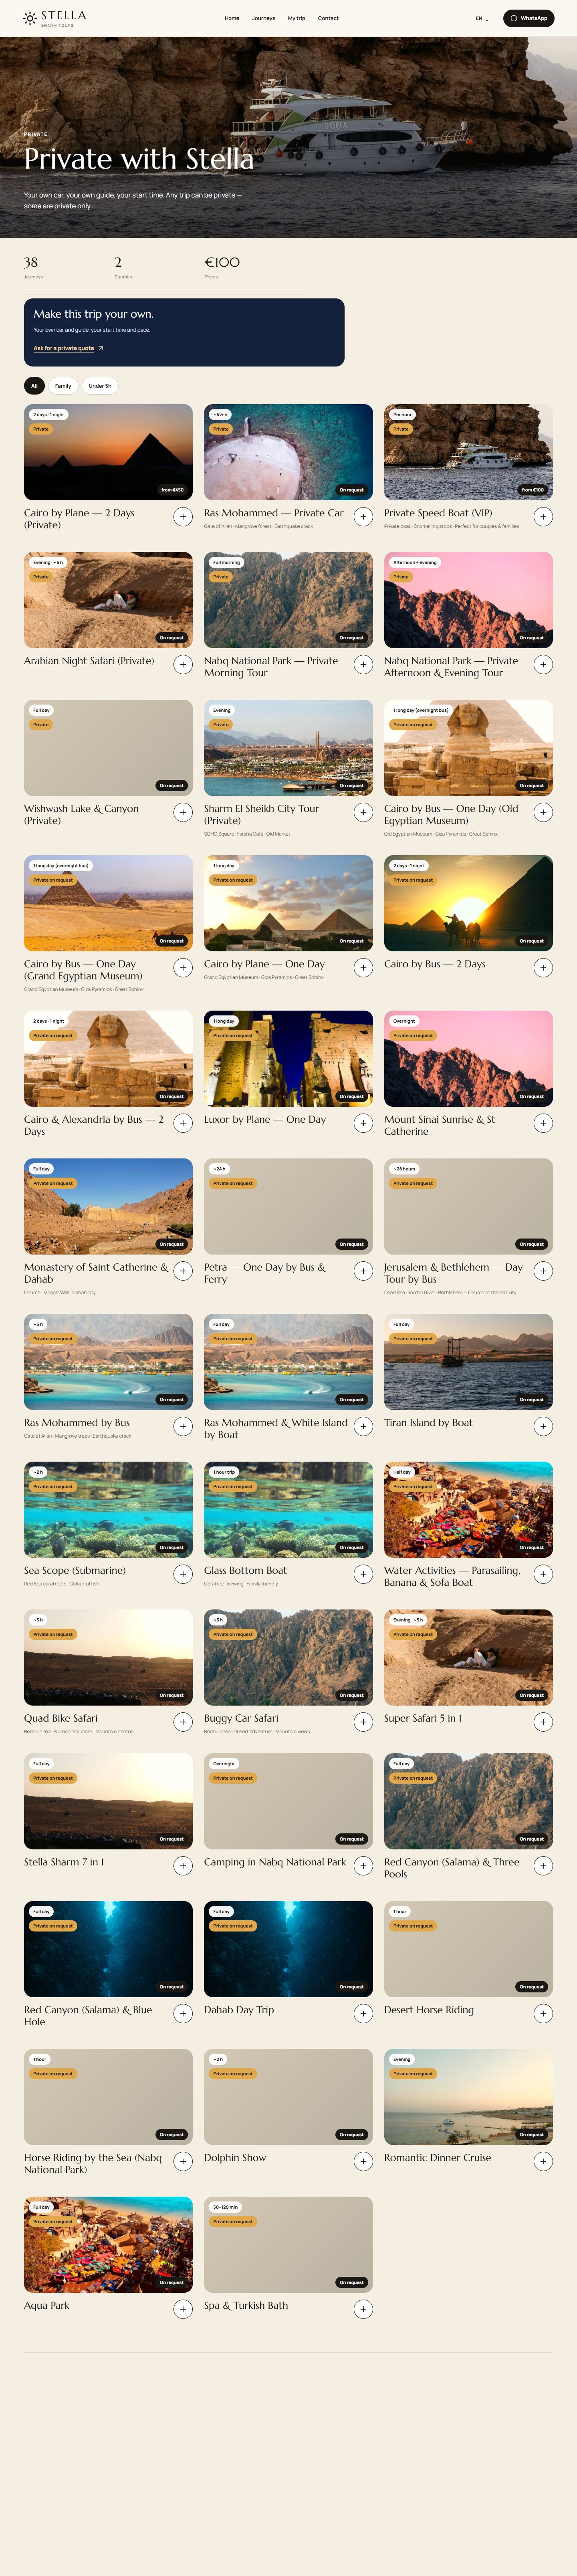 STELLA
SHARM TOURS
Home Journeys My trip Contact
EN
WhatsApp
PRIVATE
Private with Stella
Your own car, your own guide, your start time. Any trip can be private —
some are private only.
38 2 €100
Journeys Duration Prices
Make this trip your own.
Your own car and guide, your start time and pace.
Ask for a private quote
All Family Under 5h
2 days · 1 night
Private
from €450
Cairo by Plane — 2 Days
(Private)
~5½ h
Private
On request
Ras Mohammed — Private Car
Gate of Allah · Mangrove forest · Earthquake crack
Per hour
Private
from €100
Private Speed Boat (VIP)
Private boat · Snorkelling stops · Perfect for couples & families
Evening · ~5 h
Private
On request
Arabian Night Safari (Private)
Full morning
Private
On request
Nabq National Park — Private
Morning Tour
Afternoon + evening
Private
On request
Nabq National Park — Private
Afternoon & Evening Tour
Full day
Private
On request
Wishwash Lake & Canyon
(Private)
Evening
Private
On request
Sharm El Sheikh City Tour
(Private)
SOHO Square · Farsha Café · Old Market
1 long day (overnight bus)
Private on request
On request
Cairo by Bus — One Day (Old
Egyptian Museum)
Old Egyptian Museum · Giza Pyramids · Great Sphinx
1 long day (overnight bus)
Private on request
On request
Cairo by Bus — One Day
(Grand Egyptian Museum)
Grand Egyptian Museum · Giza Pyramids · Great Sphinx
1 long day
Private on request
On request
Cairo by Plane — One Day
Grand Egyptian Museum · Giza Pyramids · Great Sphinx
2 days · 1 night
Private on request
On request
Cairo by Bus — 2 Days
2 days · 1 night
Private on request
On request
Cairo & Alexandria by Bus — 2
Days
1 long day
Private on request
On request
Luxor by Plane — One Day
Overnight
Private on request
On request
Mount Sinai Sunrise & St
Catherine
Full day
Private on request
On request
Monastery of Saint Catherine &
Dahab
Church · Moses' Well · Dahab city
~24 h
Private on request
On request
Petra — One Day by Bus &
Ferry
~28 hours
Private on request
On request
Jerusalem & Bethlehem — Day
Tour by Bus
Dead Sea · Jordan River · Bethlehem — Church of the Nativity
~5 h
Private on request
On request
Ras Mohammed by Bus
Gate of Allah · Mangrove trees · Earthquake crack
Full day
Private on request
On request
Ras Mohammed & White Island
by Boat
Full day
Private on request
On request
Tiran Island by Boat
~2 h
Private on request
On request
Sea Scope (Submarine)
Red Sea coral reefs · Colourful fish
1 hour trip
Private on request
On request
Glass Bottom Boat
Coral reef viewing · Family friendly
Half day
Private on request
On request
Water Activities — Parasailing,
Banana & Sofa Boat
~3 h
Private on request
On request
Quad Bike Safari
Bedouin tea · Sunrise or sunset · Mountain photos
~3 h
Private on request
On request
Buggy Car Safari
Bedouin tea · Desert adventure · Mountain views
Evening · ~5 h
Private on request
On request
Super Safari 5 in 1
Full day
Private on request
On request
Stella Sharm 7 in 1
Overnight
Private on request
On request
Camping in Nabq National Park
Full day
Private on request
On request
Red Canyon (Salama) & Three
Pools
Full day
Private on request
On request
Red Canyon (Salama) & Blue
Hole
Full day
Private on request
On request
Dahab Day Trip
1 hour
Private on request
On request
Desert Horse Riding
1 hour
Private on request
On request
Horse Riding by the Sea (Nabq
National Park)
~2 h
Private on request
On request
Dolphin Show
Evening
Private on request
On request
Romantic Dinner Cruise
Full day
Private on request
On request
Aqua Park
50–120 min
Private on request
On request
Spa & Turkish Bath